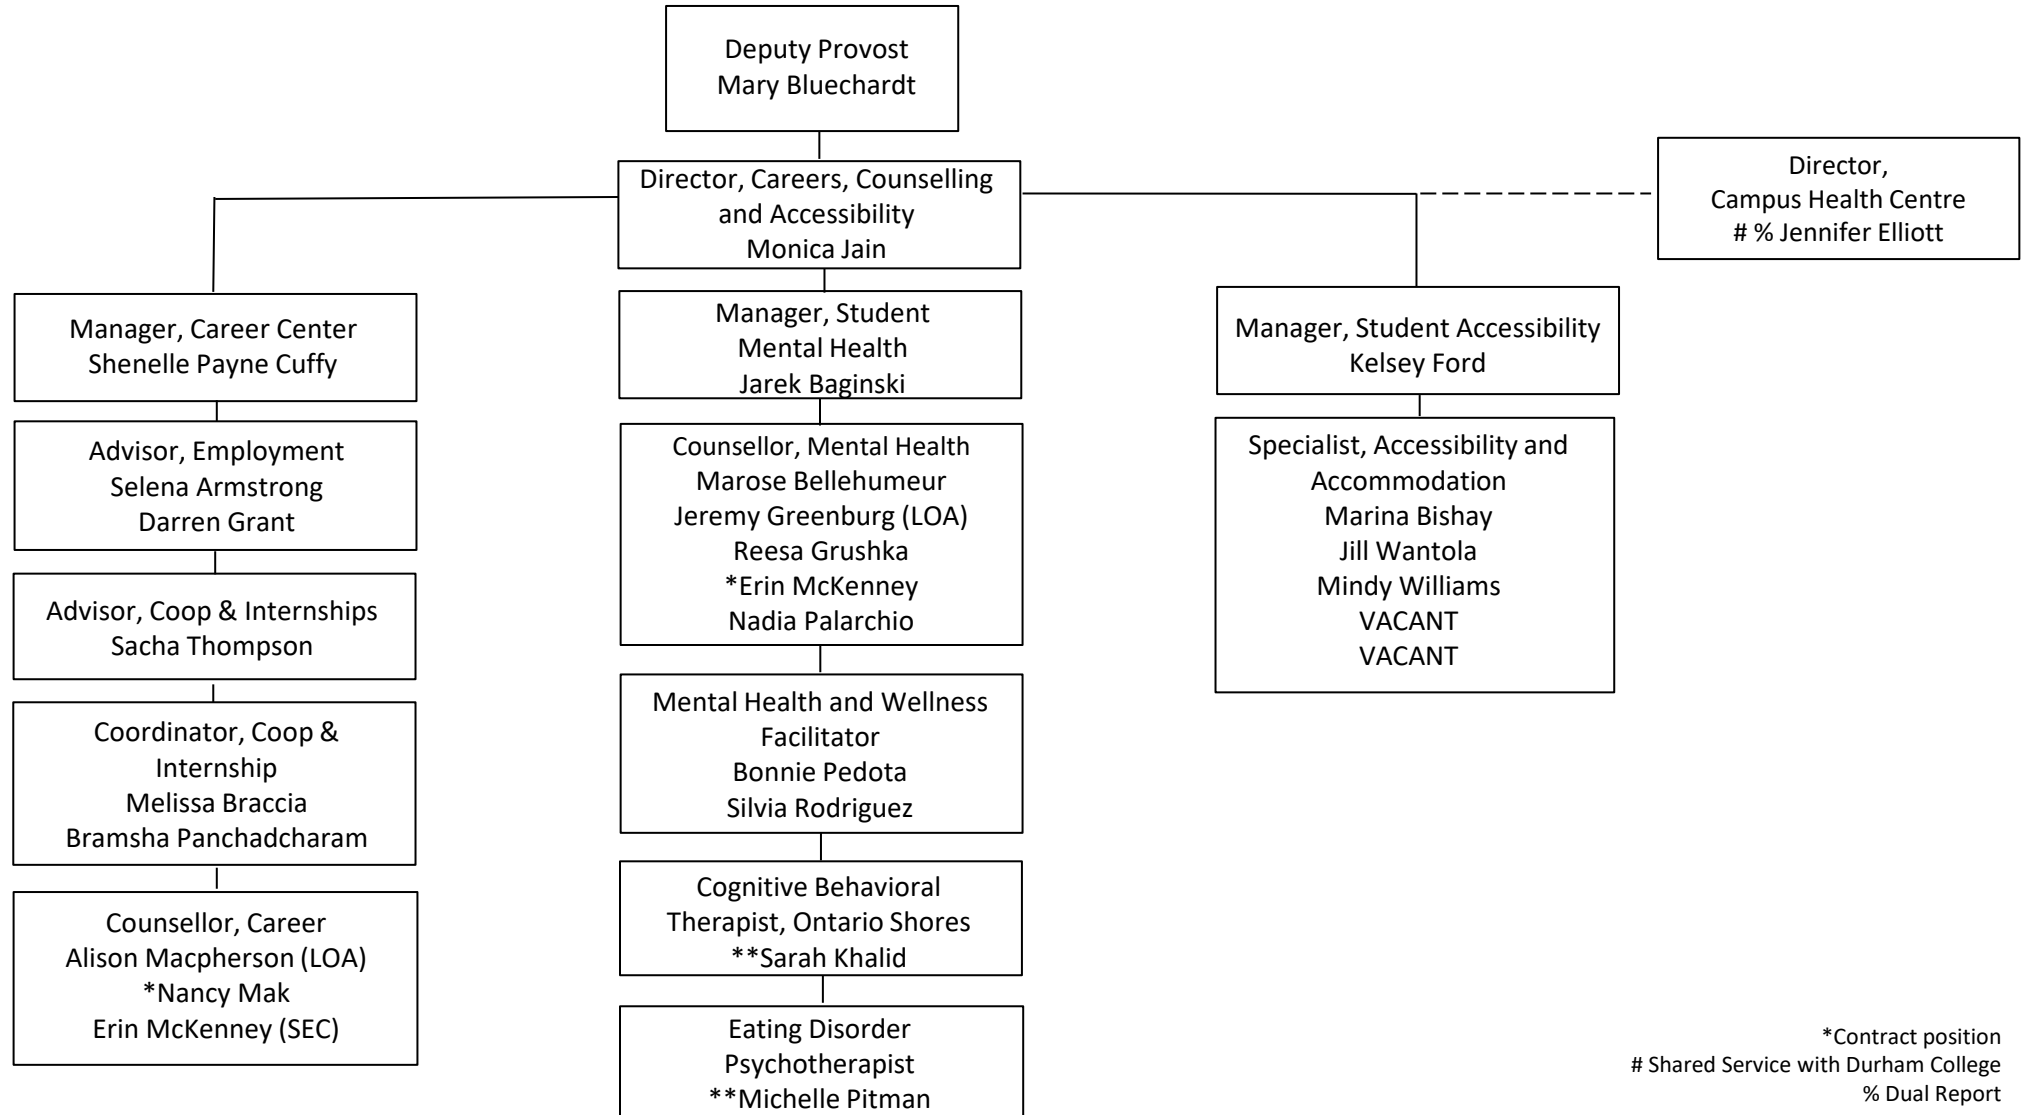 Deputy Provost
Mary Bluechardt
Director, Careers, Counselling
and Accessibility
Monica Jain
Director,
Campus Health Centre
# % Jennifer Elliott
Manager, Career Center
Shenelle Payne Cuffy
Advisor, Employment
Selena Armstrong
Darren Grant
Advisor, Coop & Internships
Sacha Thompson
Coordinator, Coop &
Internship
Melissa Braccia
Bramsha Panchadcharam
Counsellor, Career
Alison Macpherson (LOA)
*Nancy Mak
Erin McKenney (SEC)
Manager, Student
Mental Health
Jarek Baginski
Counsellor, Mental Health
Marose Bellehumeur
Jeremy Greenburg (LOA)
Reesa Grushka
*Erin McKenney
Nadia Palarchio
Mental Health and Wellness
Facilitator
Bonnie Pedota
Silvia Rodriguez
Cognitive Behavioral
Therapist, Ontario Shores
**Sarah Khalid
Eating Disorder
Psychotherapist
**Michelle Pitman
Manager, Student Accessibility
Kelsey Ford
Specialist, Accessibility and
Accommodation
Marina Bishay
Jill Wantola
Mindy Williams
VACANT
VACANT
*Contract position
# Shared Service with Durham College
% Dual Report